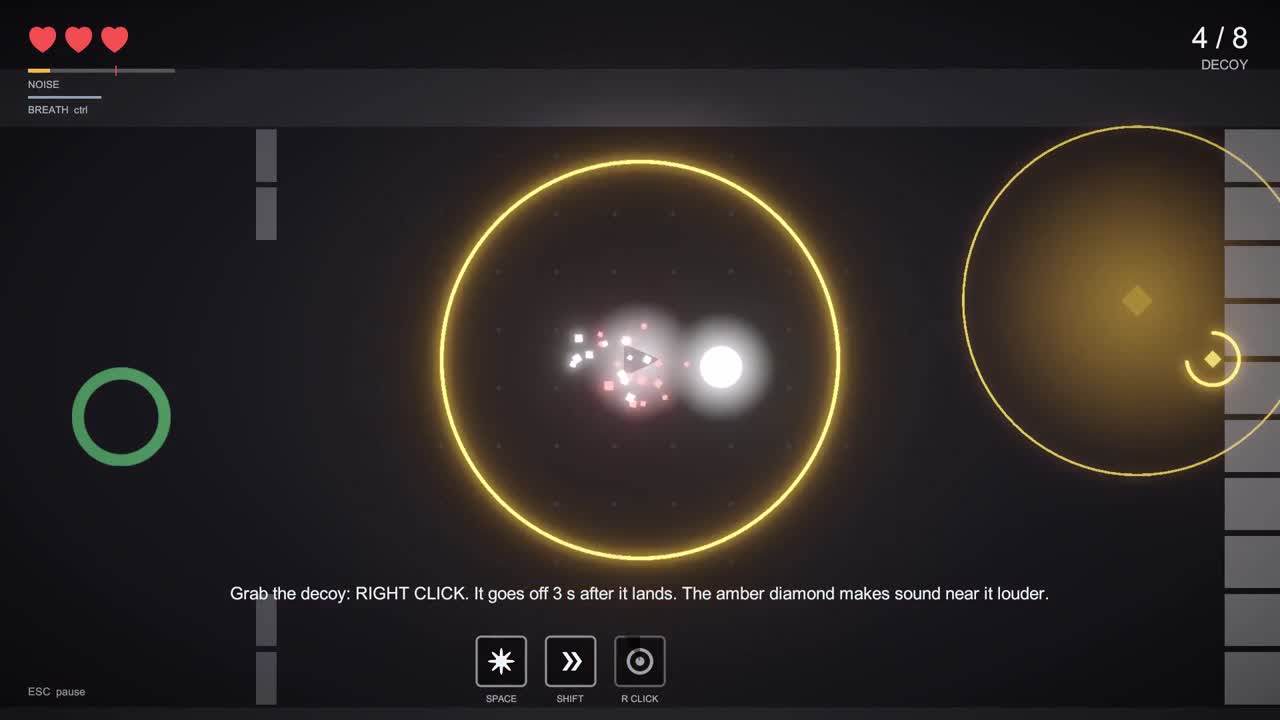 4 / 8
DECOY
NOISE
BREATH ctrl
Grab the decoy: RIGHT CLICK. It goes off 3 s after it lands. The amber diamond makes sound near it louder.
SPACE
SHIFT
R CLICK
ESC pause